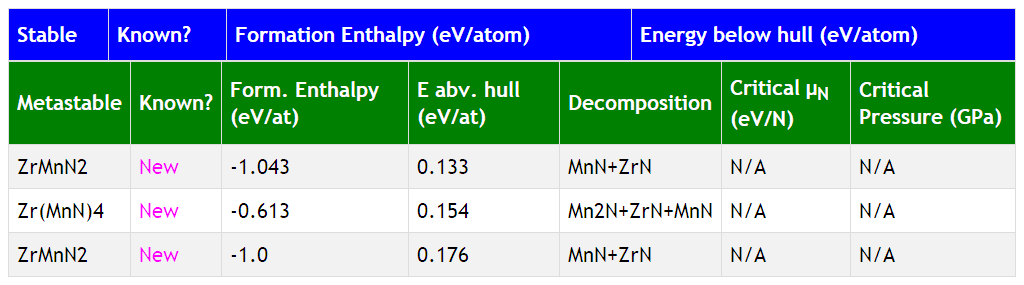 Stable Known? Formation Enthalpy (eV/atom) Energy below hull (eV/atom)
Metastable Known? Form. Enthalpy (eV/at) E abv. hull (eV/at) Decomposition Critical μN (eV/N) Critical Pressure (GPa)
ZrMnN2 New -1.043 0.133 MnN+ZrN N/A N/A
Zr(MnN)4 New -0.613 0.154 Mn2N+ZrN+MnN N/A N/A
ZrMnN2 New -1.0 0.176 MnN+ZrN N/A N/A